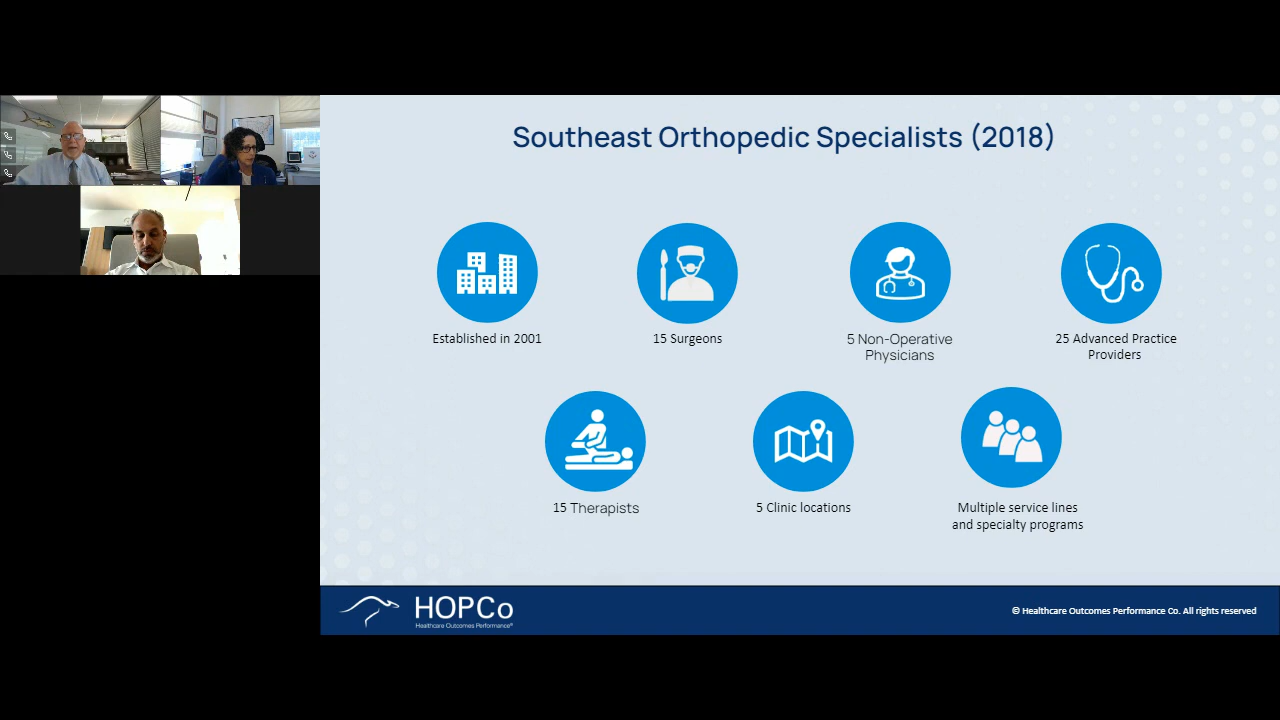 Southeast Orthopedic Specialists (2018)
Established in 2001
15 Surgeons
5 Non-Operative
Physicians
25 Advanced Practice
Providers
15 Therapists
5 Clinic locations
Multiple service lines
and specialty programs
HOPCo
Healthcare Outcomes Performance®
© Healthcare Outcomes Performance Co. All rights reserved